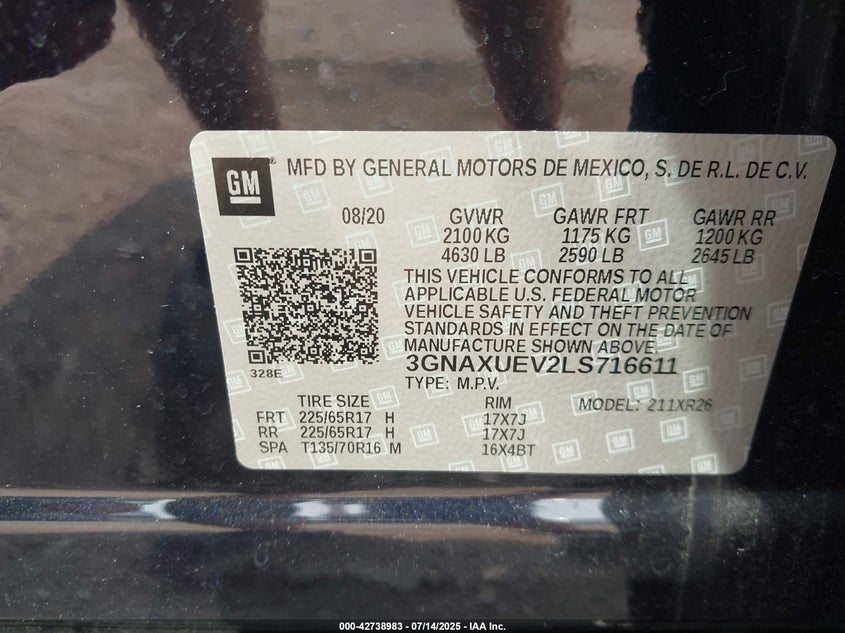 GM
MFD BY GENERAL MOTORS DE MEXICO, S. DE R.L. DE C.V.
08/20 GVWR GAWR FRT GAWR RR
2100 KG 1175 KG 1200 KG
4630 LB 2590 LB 2645 LB
THIS VEHICLE CONFORMS TO ALL
APPLICABLE U.S. FEDERAL MOTOR
VEHICLE SAFETY AND THEFT PREVENTION
STANDARDS IN EFFECT ON THE DATE OF
MANUFACTURE SHOWN ABOVE.
328E
3GNAXUEV2LS716611
TYPE: M.P.V.
TIRE SIZE RIM MODEL: 211XR26
FRT 225/65R17 H 17X7J
RR 225/65R17 H 17X7J
SPA T135/70R16 M 16X4BT
000-42738983 / 07/14/2025 - IAA Inc.